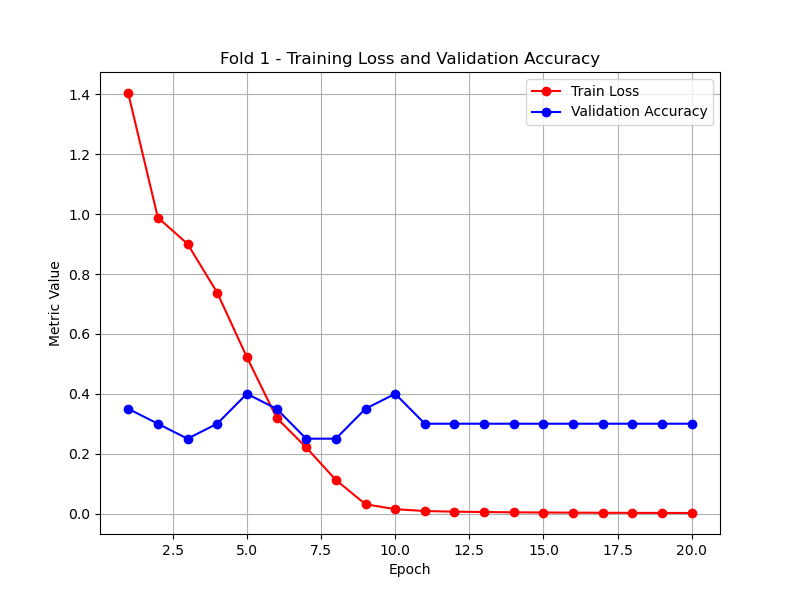 Fold 1 - Training Loss and Validation Accuracy
Train Loss
Validation Accuracy
Metric Value
1.4
1.2
1.0
0.8
0.6
0.4
0.2
0.0
2.5 5.0 7.5 10.0 12.5 15.0 17.5 20.0
Epoch